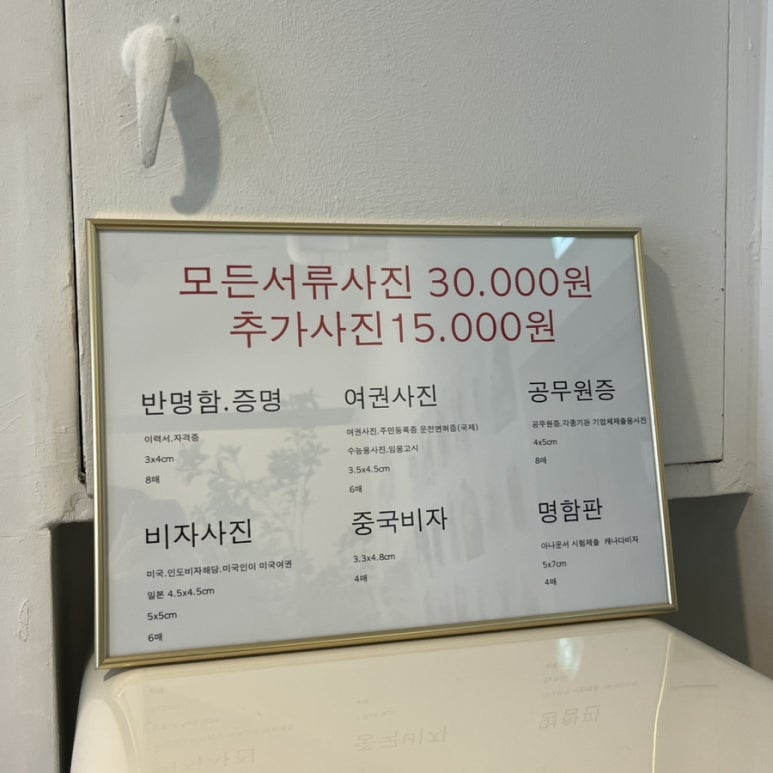 모든서류사진 30.000원
추가사진15.000원
반명함.증명
이력서.자격증
3x4cm
8매
여권사진
여권사진.주민등록증 운전면허증(국제)
수능용사진.임용고시
3.5x4.5cm
6매
공무원증
공무원증.각종기관 기업체제출용사진
4x5cm
8매
비자사진
미국.인도비자해당.미국인이 미국여권
일본 4.5x4.5cm
5x5cm
6매
중국비자
3.3x4.8cm
4매
명함판
아나운서 시험제출 캐나다비자
5x7cm
4매